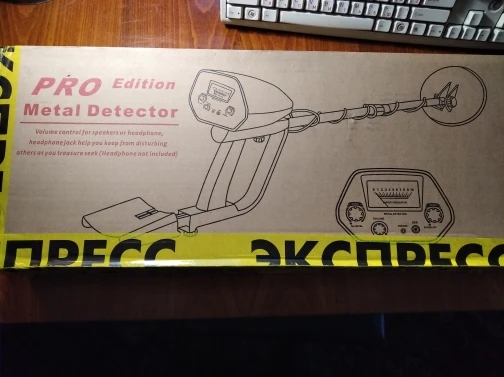 PRO Edition
Metal Detector
Volume control for speakers or headphone,
headphone jack help you keep from disturbing
others as you treasure seek (Headphone not included)
ПРЕСС ЭКСПРЕСС